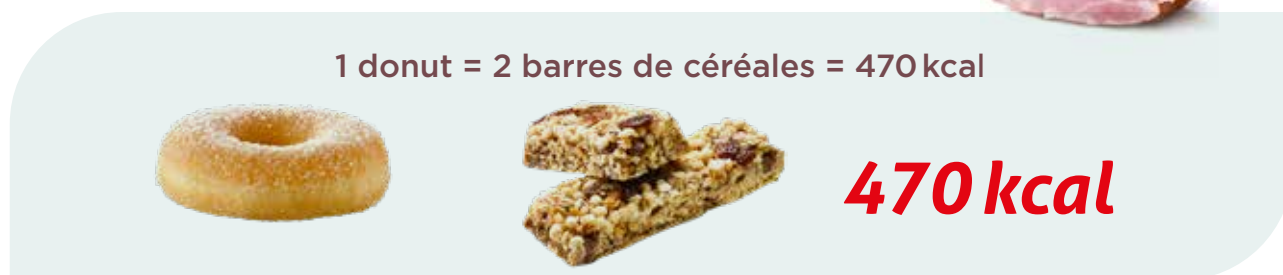 1 donut = 2 barres de céréales = 470 kcal
470 kcal